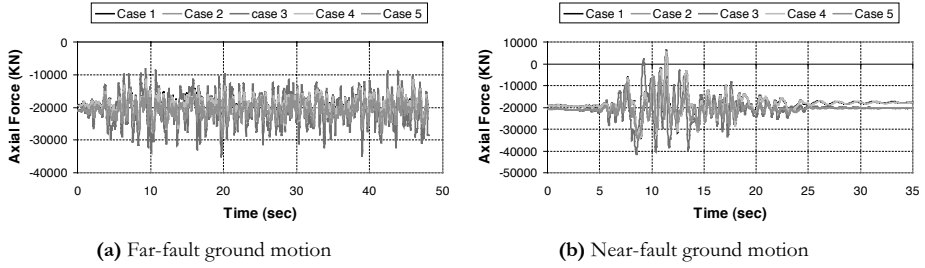 Case 1 Case 2 case 3 Case 4 Case 5
0
-10000
-20000
-30000
-40000
Axial Force (KN)
0 10 20 30 40 50
Time (sec)
(a) Far-fault ground motion
Case 1 Case 2 Case 3 Case 4 Case 5
10000
0
-10000
-20000
-30000
-40000
-50000
Axial Force (KN)
0 5 10 15 20 25 30 35
Time (sec)
(b) Near-fault ground motion